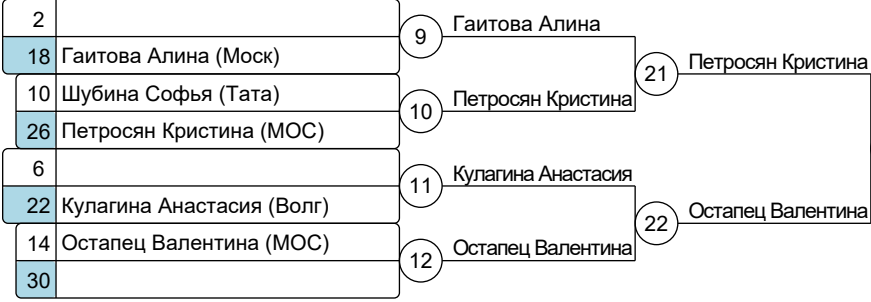 2
18 Гаитова Алина (Моск)
10 Шубина Софья (Тата)
26 Петросян Кристина (МОС)
6
22 Кулагина Анастасия (Волг)
14 Остапец Валентина (МОС)
30
9 Гаитова Алина
10 Петросян Кристина
11 Кулагина Анастасия
12 Остапец Валентина
21 Петросян Кристина
22 Остапец Валентина